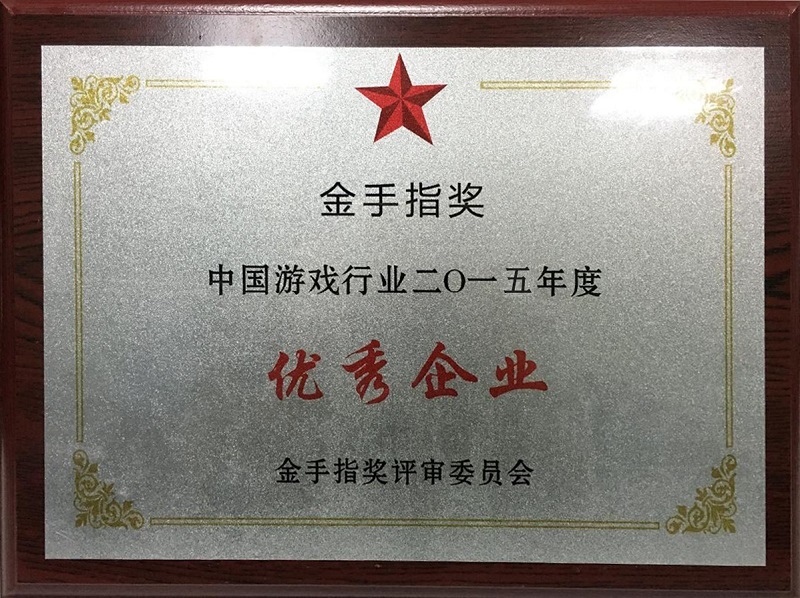 金手指奖
中国游戏行业二〇一五年度
优秀企业
金手指奖评审委员会